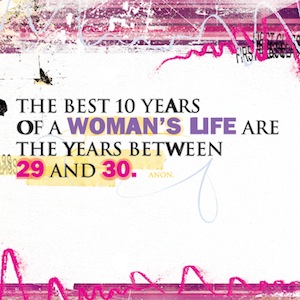 THE BEST 10 YEARS
OF A WOMAN'S LIFE ARE
THE YEARS BETWEEN
29 AND 30. ANON.